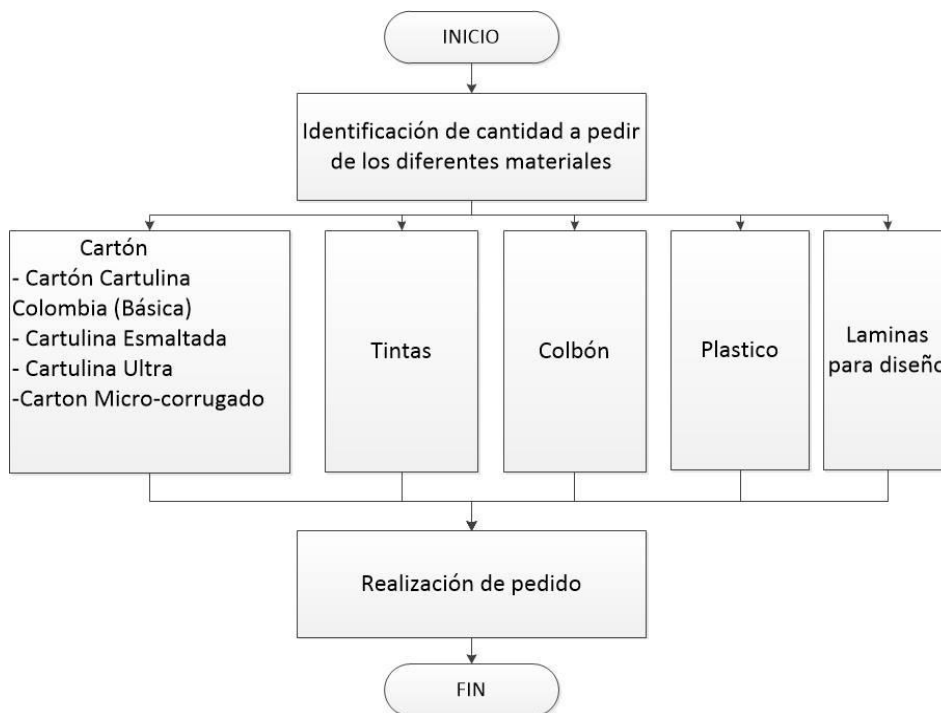 INICIO
Identificación de cantidad a pedir
de los diferentes materiales
Cartón
- Cartón Cartulina
Colombia (Básica)
- Cartulina Esmaltada
- Cartulina Ultra
-Carton Micro-corrugado
Tintas
Colbón
Plastico
Laminas
para diseño
Realización de pedido
FIN